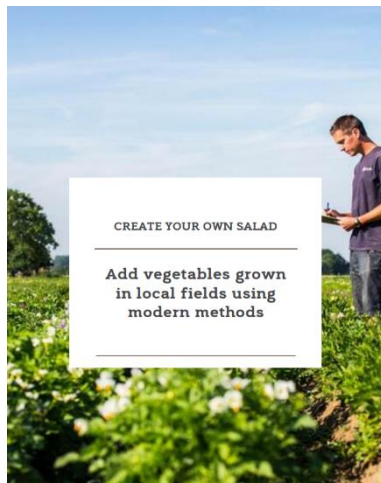 CREATE YOUR OWN SALAD
Add vegetables grown
in local fields using
modern methods